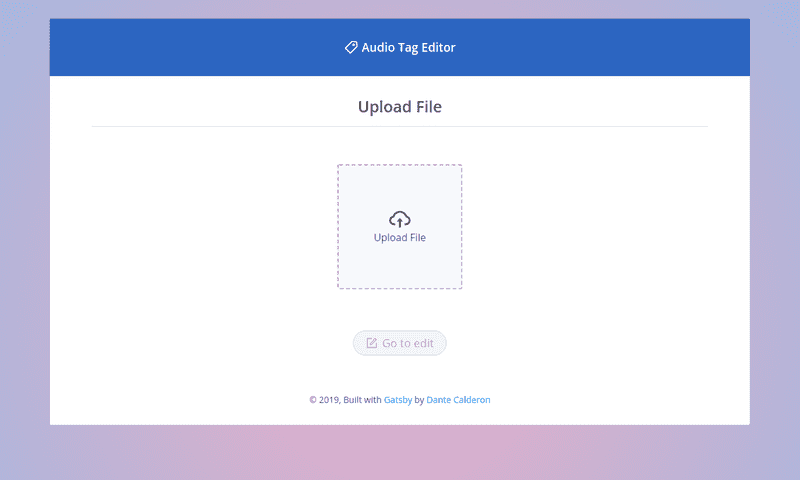 Audio Tag Editor
Upload File
Upload File
Go to edit
© 2019, Built with Gatsby by Dante Calderon